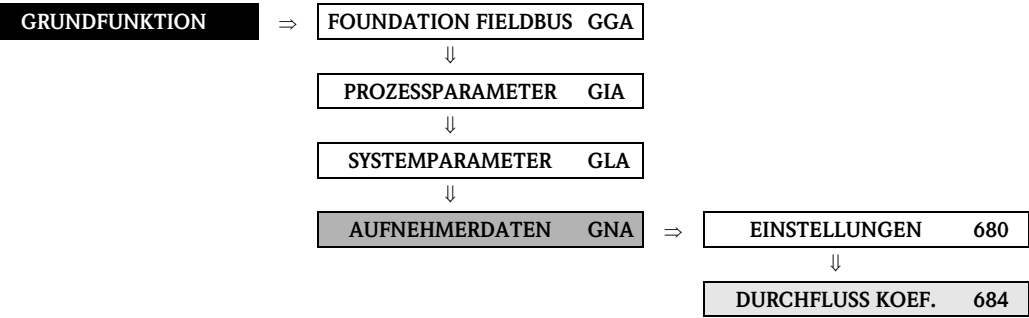 GRUNDFUNKTION ⇒ FOUNDATION FIELDBUS GGA
⇓
PROZESSPARAMETER GIA
⇓
SYSTEMPARAMETER GLA
⇓
AUFNEHMERDATEN GNA ⇒ EINSTELLUNGEN 680
⇓
DURCHFLUSS KOEF. 684